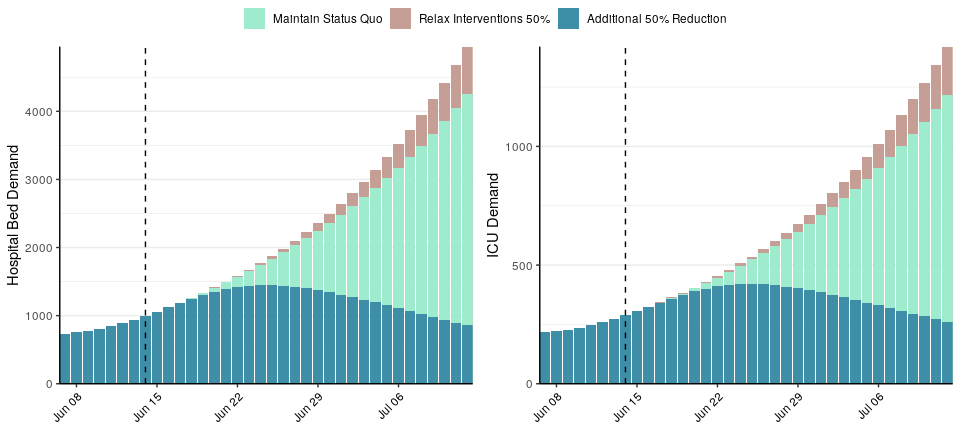 Maintain Status Quo Relax Interventions 50% Additional 50% Reduction
Hospital Bed Demand
4000
3000
2000
1000
0
Jun 08
Jun 15
Jun 22
Jun 29
Jul 06
ICU Demand
1000
500
0
Jun 08
Jun 15
Jun 22
Jun 29
Jul 06